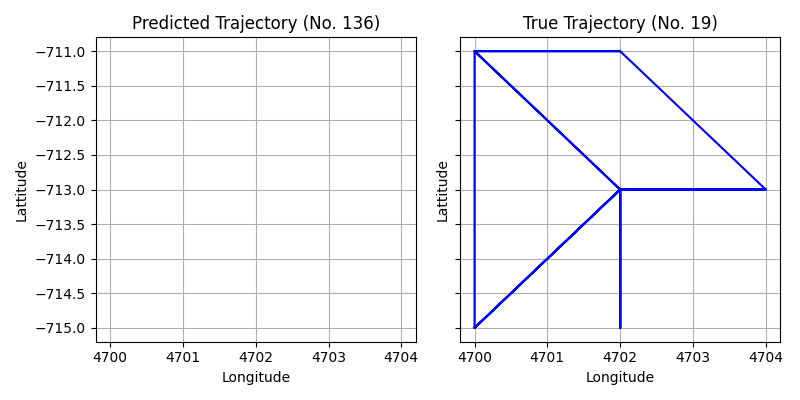 Predicted Trajectory (No. 136)
Lattitude
−711.0
−711.5
−712.0
−712.5
−713.0
−713.5
−714.0
−714.5
−715.0
4700 4701 4702 4703 4704
Longitude
True Trajectory (No. 19)
Lattitude
4700 4701 4702 4703 4704
Longitude